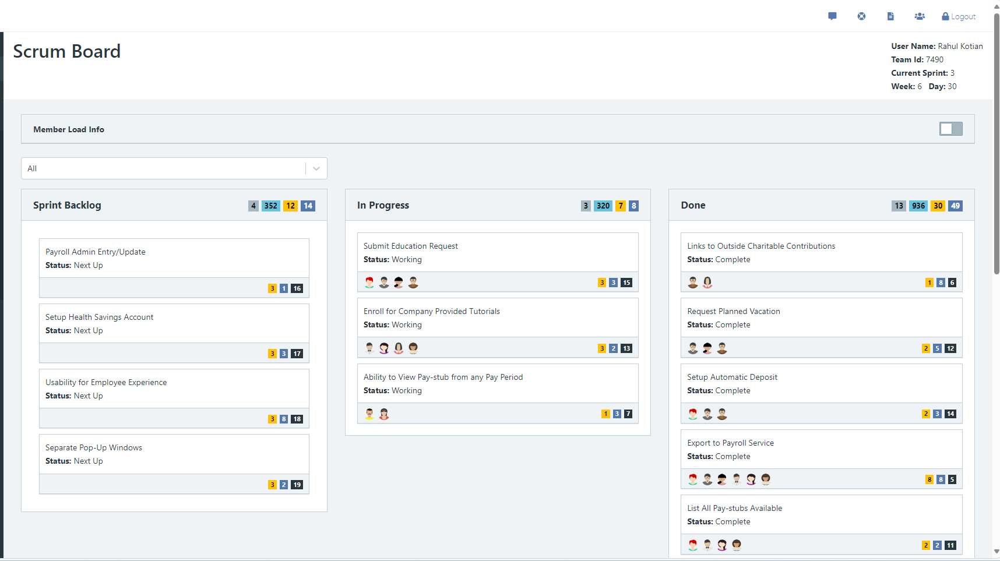 Logout
Scrum Board
User Name: Rahul Kotian
Team Id: 7490
Current Sprint: 3
Week: 6 Day: 30
Member Load Info
All
Sprint Backlog 4 352 12 14
Payroll Admin Entry/Update
Status: Next Up
3 1 16
Setup Health Savings Account
Status: Next Up
3 3 17
Usability for Employee Experience
Status: Next Up
3 8 18
Separate Pop-Up Windows
Status: Next Up
3 2 19
In Progress 3 320 7 8
Submit Education Request
Status: Working
3 3 15
Enroll for Company Provided Tutorials
Status: Working
3 2 13
Ability to View Pay-stub from any Pay Period
Status: Working
1 3 7
Done 13 936 30 49
Links to Outside Charitable Contributions
Status: Complete
1 8 6
Request Planned Vacation
Status: Complete
2 5 12
Setup Automatic Deposit
Status: Complete
2 3 14
Export to Payroll Service
Status: Complete
8 8 5
List All Pay-stubs Available
Status: Complete
2 2 11